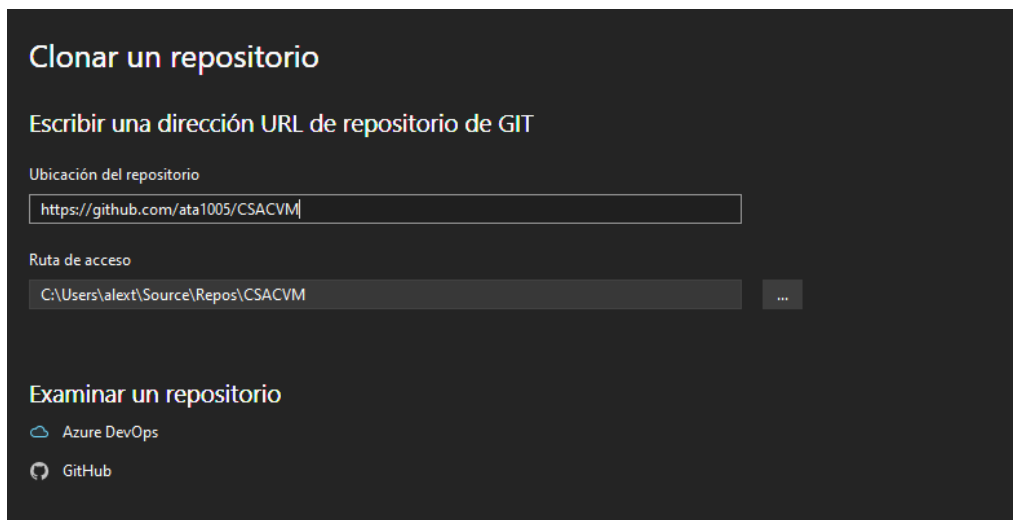 Clonar un repositorio
Escribir una dirección URL de repositorio de GIT
Ubicación del repositorio
https://github.com/ata1005/CSACVM
Ruta de acceso
C:\Users\alext\Source\Repos\CSACVM
...
Examinar un repositorio
Azure DevOps
GitHub